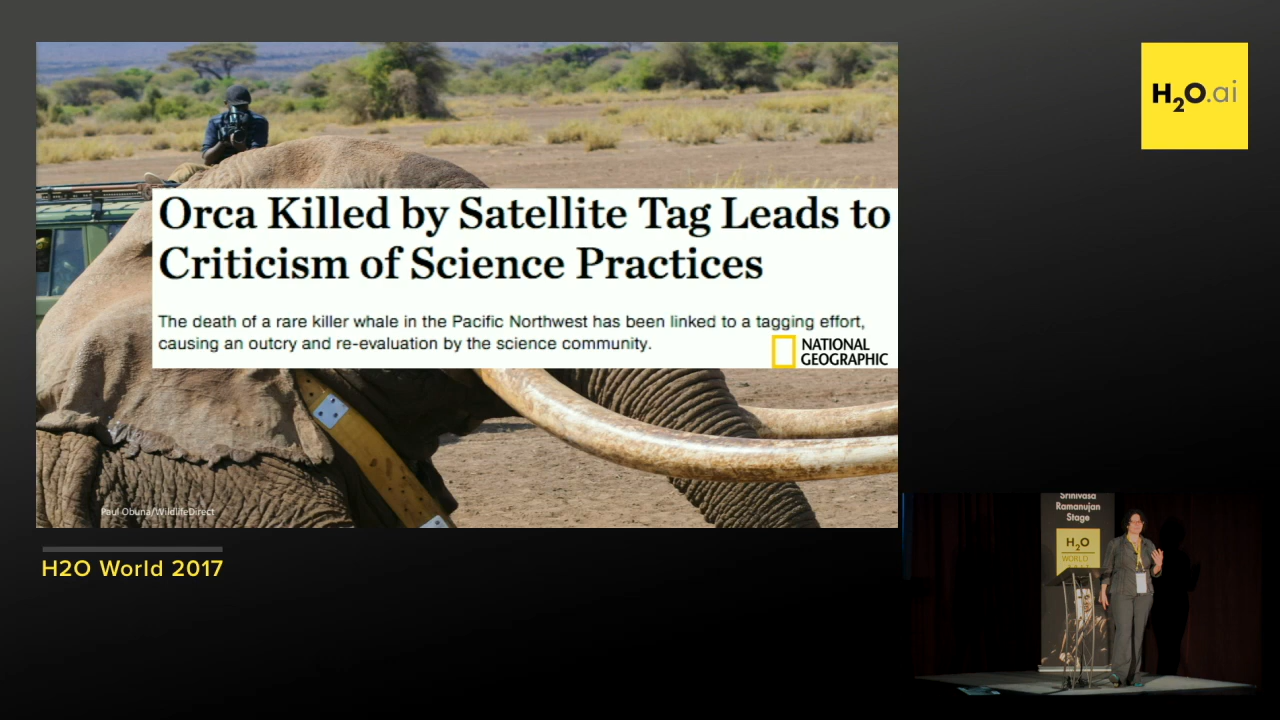 H2O.ai
Orca Killed by Satellite Tag Leads to
Criticism of Science Practices
The death of a rare killer whale in the Pacific Northwest has been linked to a tagging effort,
causing an outcry and re-evaluation by the science community.
NATIONAL
GEOGRAPHIC
Paul Obuna/WildlifeDirect
H2O World 2017
Srinivasa
Ramanujan
Stage
H2O
WORLD